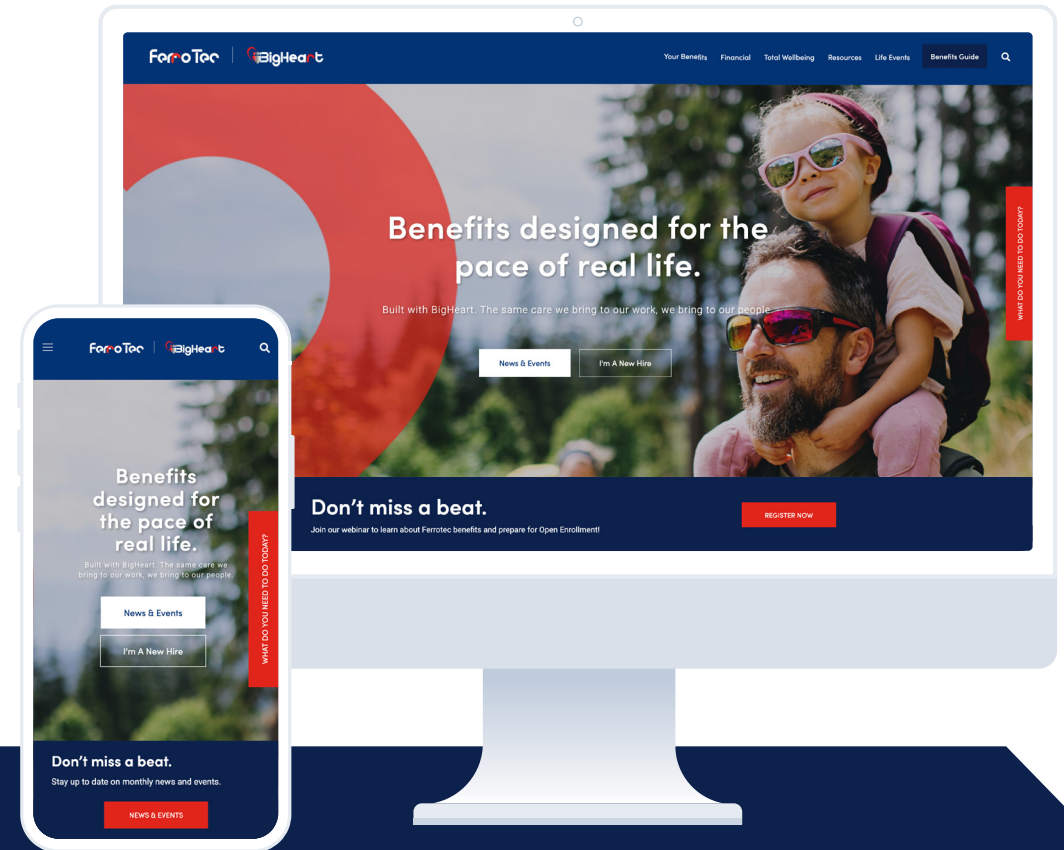 FerroTec
BigHeart
Your Benefits
Financial
Total Wellbeing
Resources
Life Events
Benefits Guide
Benefits designed for the
pace of real life.
Built with BigHeart. The same care we bring to our work, we bring to our people.
News & Events
I'm A New Hire
WHAT DO YOU NEED TO DO TODAY?
Don't miss a beat.
Join our webinar to learn about Ferrotec benefits and prepare for Open Enrollment!
REGISTER NOW
FerroTec
BigHeart
Benefits
designed for
the pace of
real life.
Built with BigHeart. The same care we
bring to our work, we bring to our people.
News & Events
I'm A New Hire
WHAT DO YOU NEED TO DO TODAY?
Don't miss a beat.
Stay up to date on monthly news and events.
NEWS & EVENTS